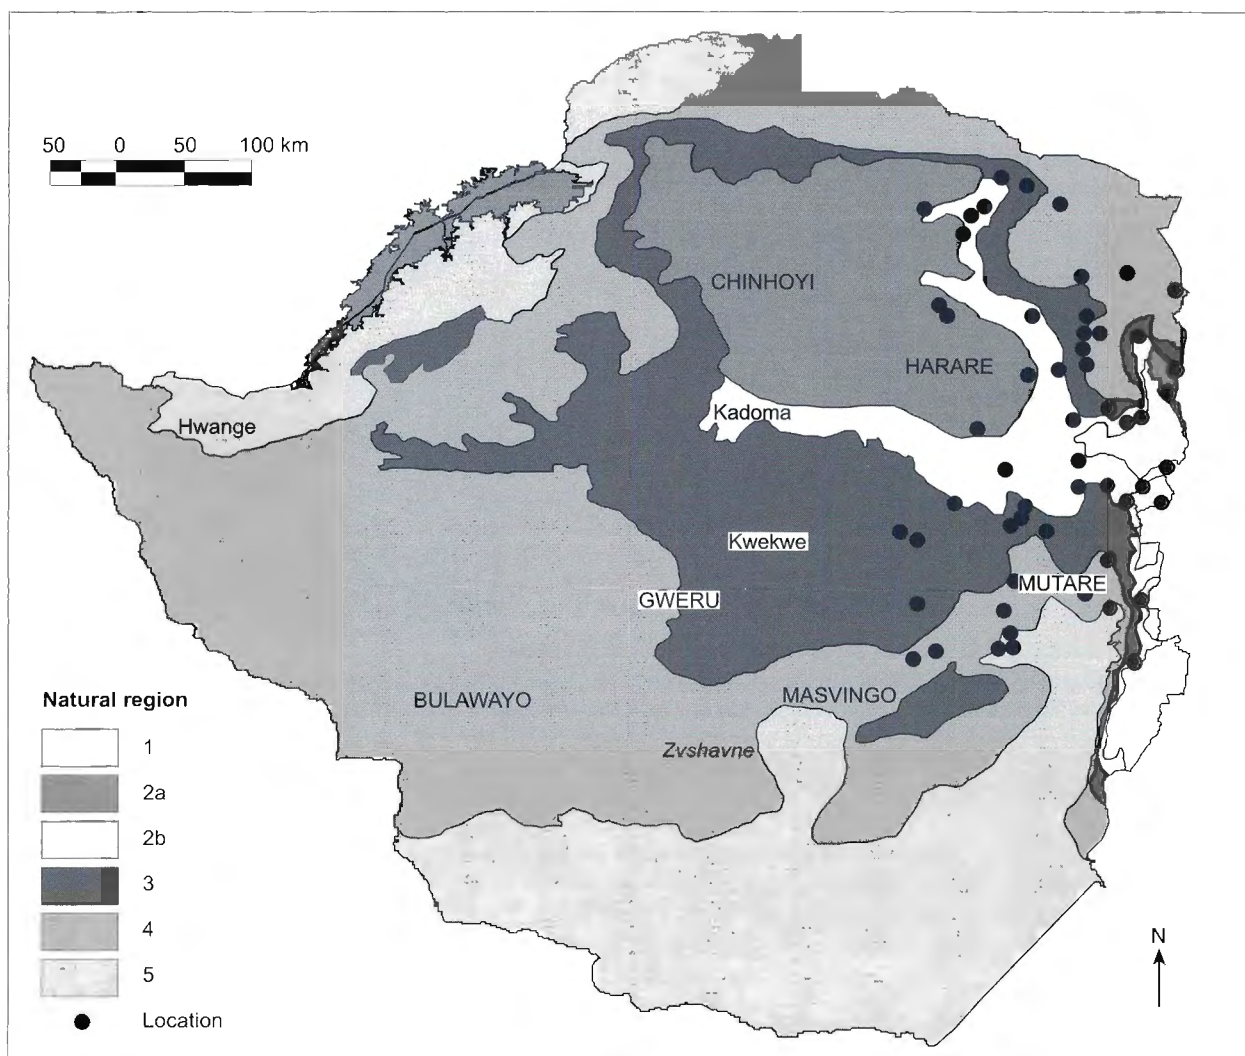 50 0 50 100 km
CHINHOYI
HARARE
Kadoma
Hwange
Kwekwe
MUTARE
GWERU
BULAWAYO
MASVINGO
Zvshavne
Natural region
1
2a
2b
3
4
5
Location
N